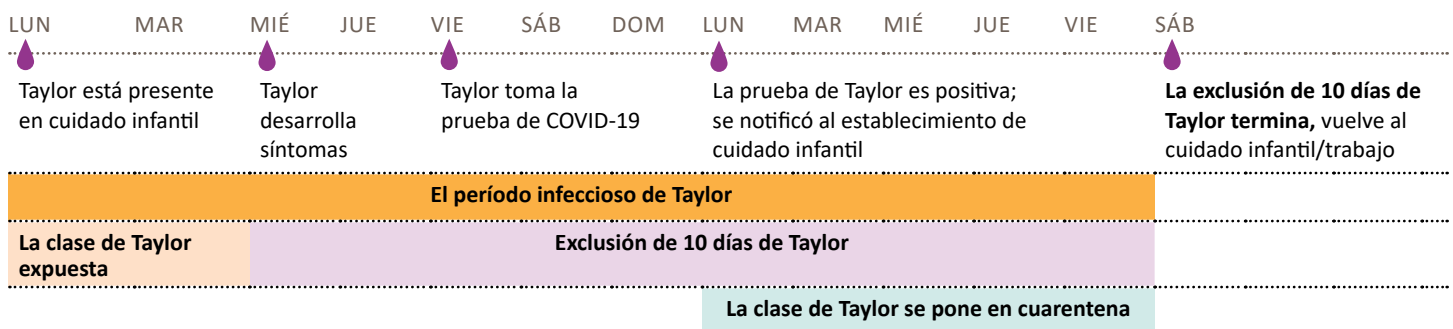 LUN MAR MIÉ JUE VIE SÁB DOM LUN MAR MIÉ JUE VIE SÁB
Taylor está presente
en cuidado infantil
Taylor
desarrolla
síntomas
Taylor toma la
prueba de COVID-19
La prueba de Taylor es positiva;
se notificó al establecimiento de
cuidado infantil
La exclusión de 10 días de
Taylor termina, vuelve al
cuidado infantil/trabajo
El período infeccioso de Taylor
La clase de Taylor
expuesta
Exclusión de 10 días de Taylor
La clase de Taylor se pone en cuarentena